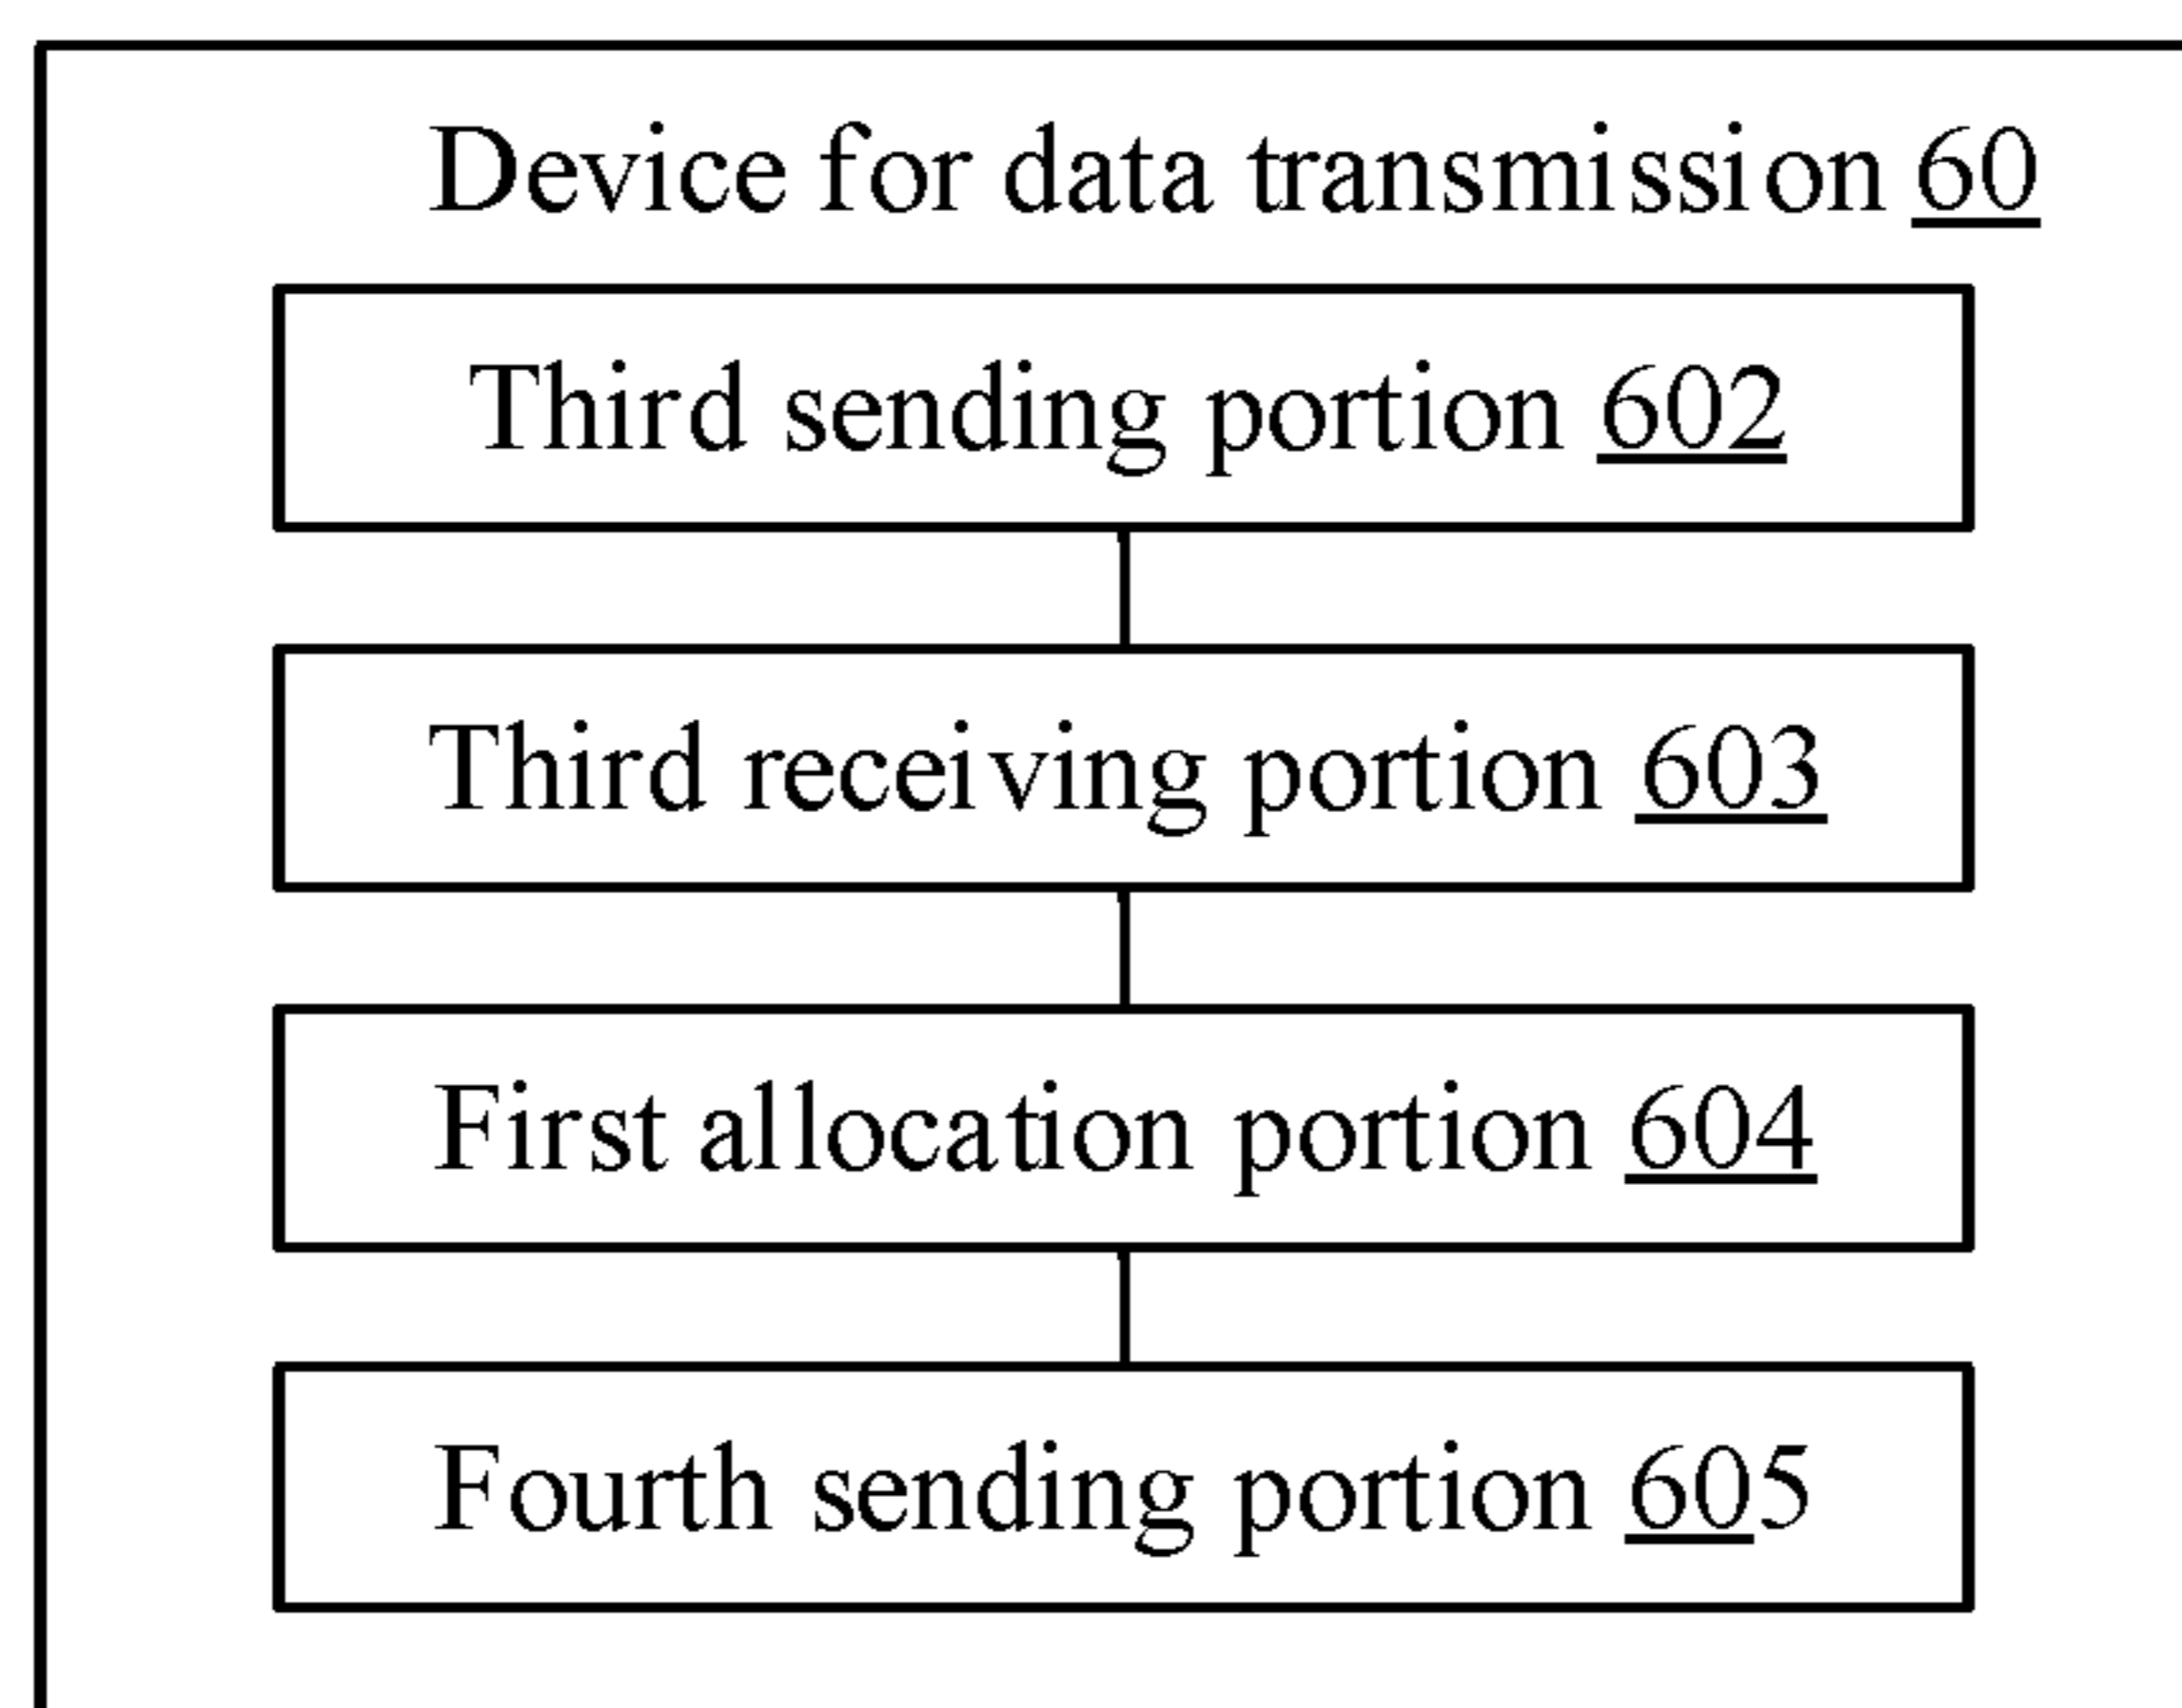 Device for data transmission 60
Third sending portion 602
Third receiving portion 603
First allocation portion 604
Fourth sending portion 605